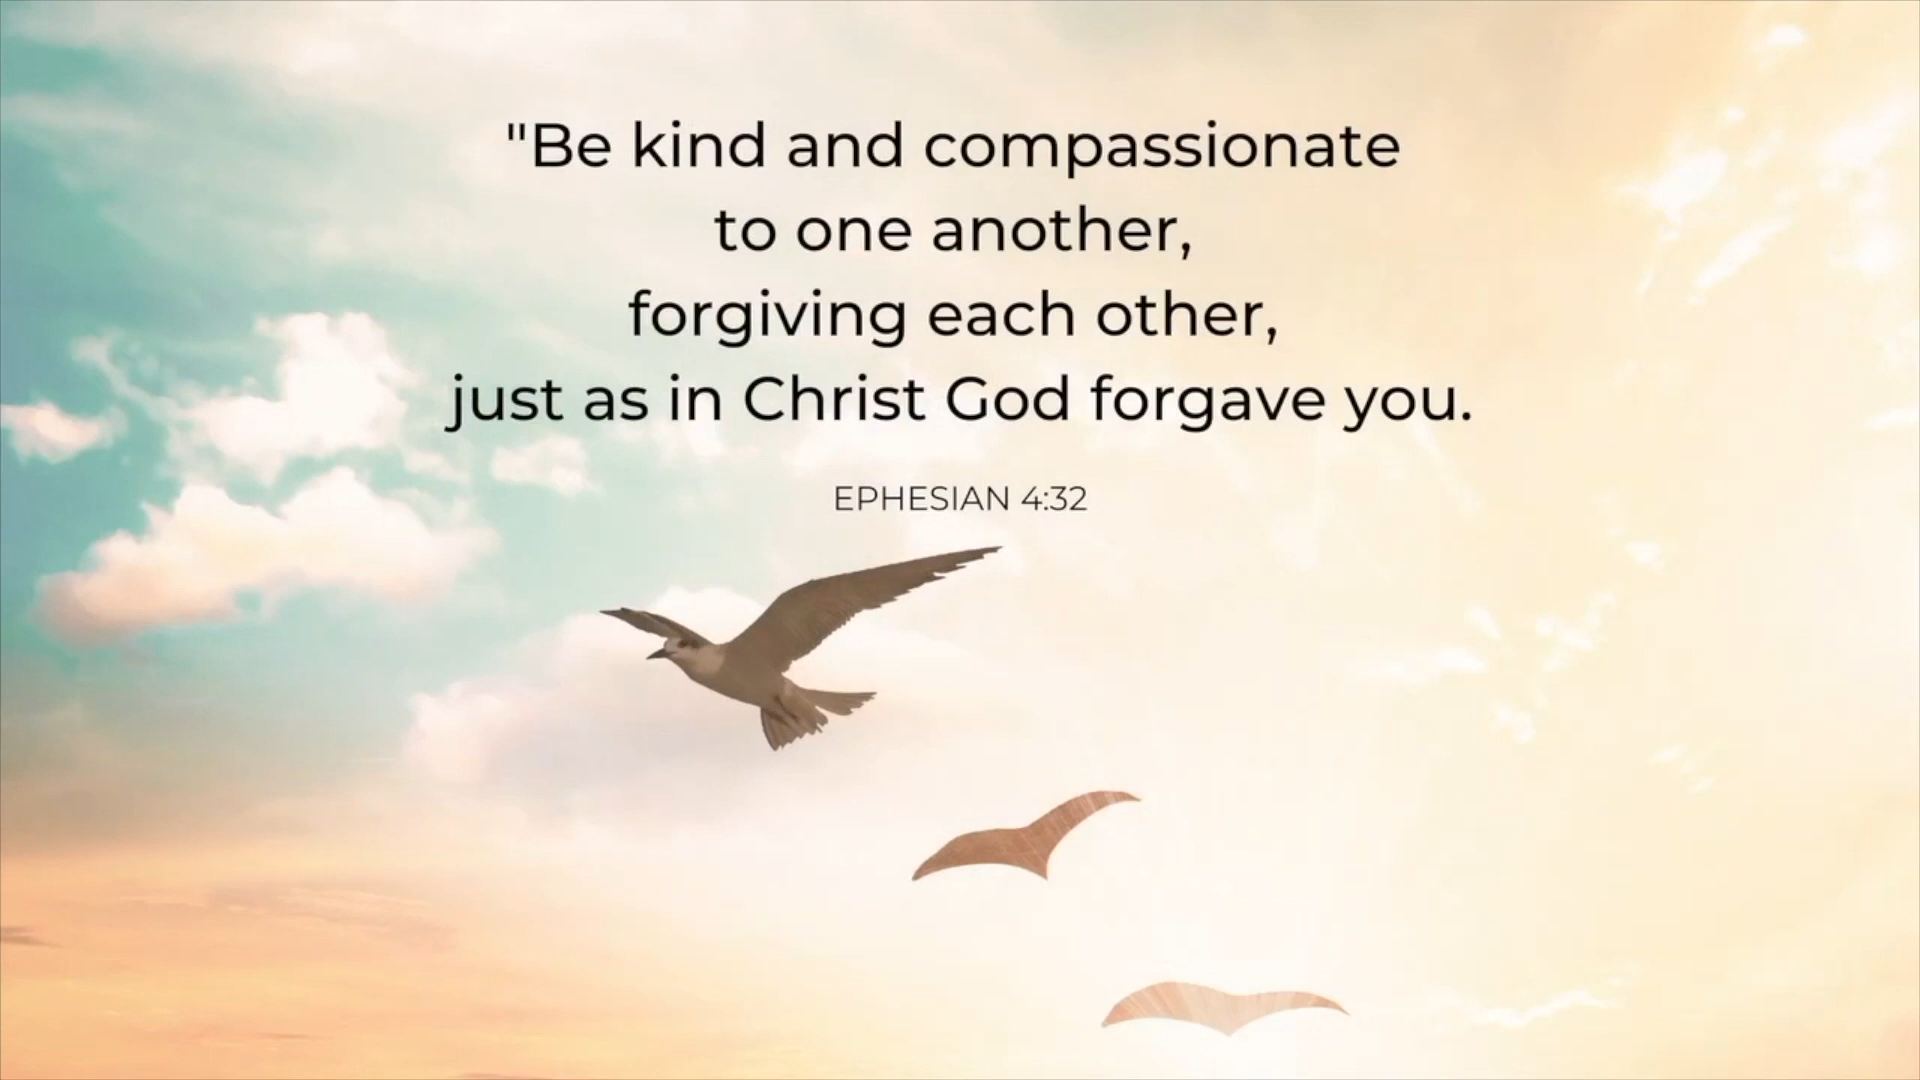 "Be kind and compassionate
to one another,
forgiving each other,
just as in Christ God forgave you.
EPHESIAN 4:32